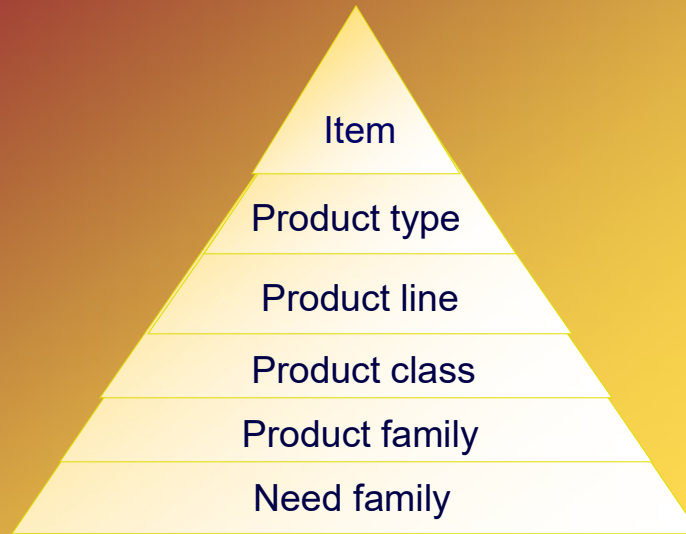 Item
Product type
Product line
Product class
Product family
Need family